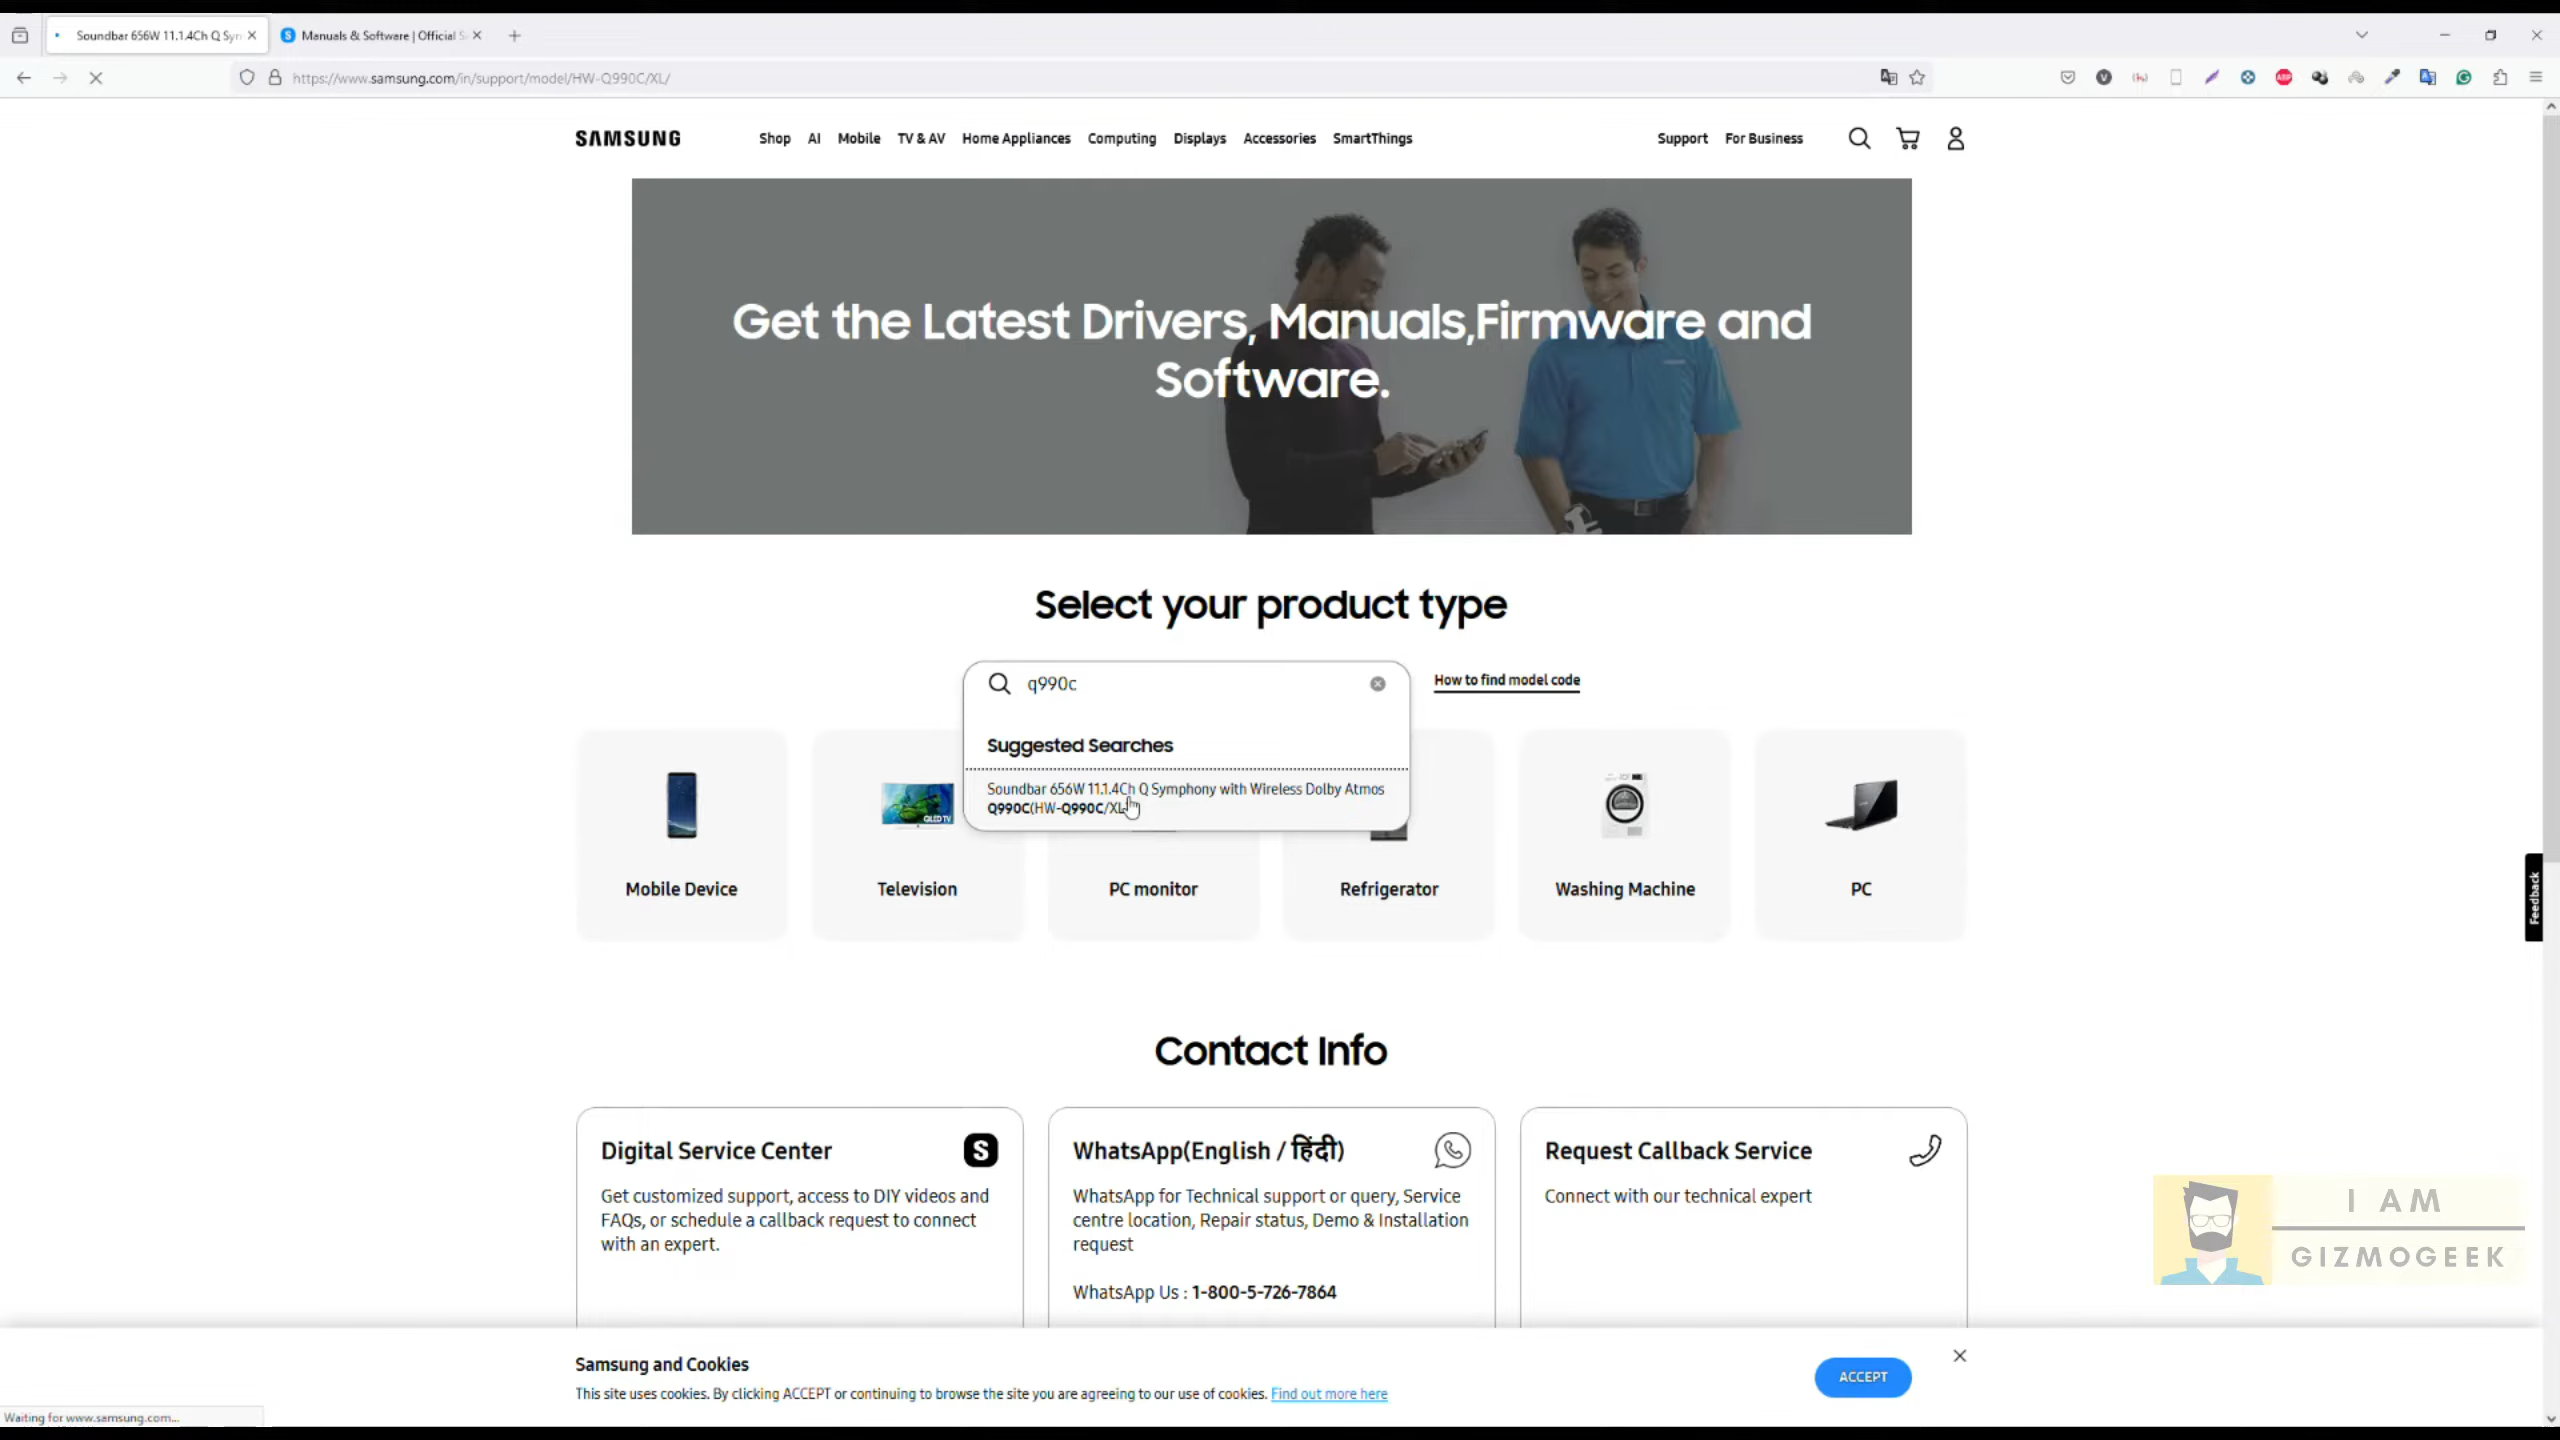 Soundbar 656W 11.1.4Ch Q Syn
Manuals & Software | Official S
https://www.samsung.com/in/support/model/HW-Q990C/XL/
SAMSUNG
Shop AI Mobile TV & AV Home Appliances Computing Displays Accessories SmartThings
Support For Business
Get the Latest Drivers, Manuals,Firmware and
Software.
Select your product type
q990c
How to find model code
Suggested Searches
Soundbar 656W 11.1.4Ch Q Symphony with Wireless Dolby Atmos
Q990C(HW-Q990C/XL
QLED TV
Mobile Device
Television
PC monitor
Refrigerator
Washing Machine
PC
Feedback
Contact Info
Digital Service Center
S
Get customized support, access to DIY videos and
FAQs, or schedule a callback request to connect
with an expert.
WhatsApp(English / हिंदी)
WhatsApp for Technical support or query, Service
centre location, Repair status, Demo & Installation
request
WhatsApp Us : 1-800-5-726-7864
Request Callback Service
Connect with our technical expert
I AM
GIZMOGEEK
Samsung and Cookies
This site uses cookies. By clicking ACCEPT or continuing to browse the site you are agreeing to our use of cookies. Find out more here
ACCEPT
Waiting for www.samsung.com...